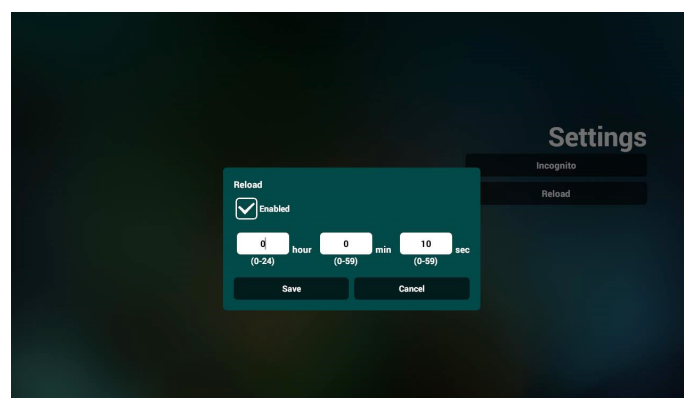 Settings
Incognito
Reload
Reload
Enabled
0 hour 0 min 10 sec
(0-24) (0-59) (0-59)
Save Cancel